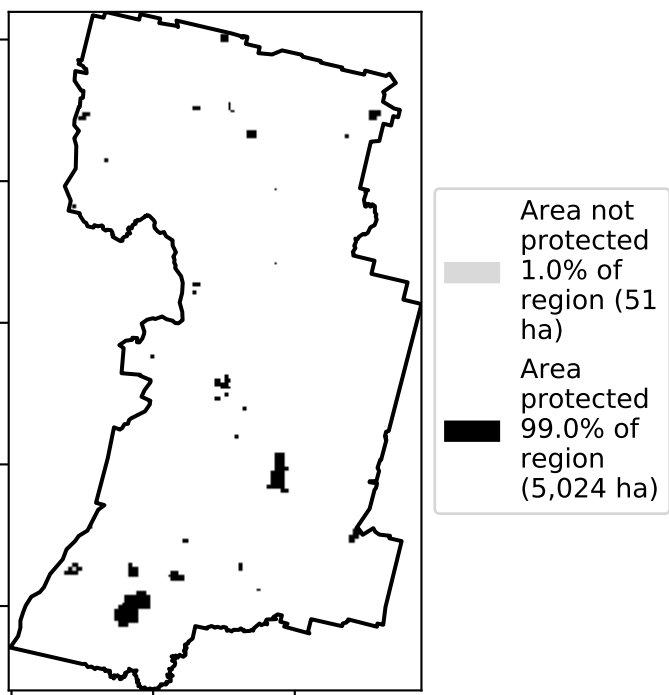 Area not
protected
1.0% of
region (51
ha)
Area
protected
99.0% of
region
(5,024 ha)